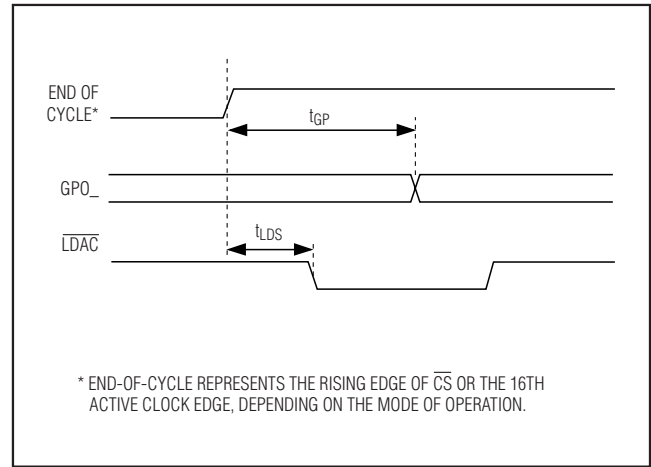 END OF
CYCLE*
tGP
GPO_
LDAC
tLDS
* END-OF-CYCLE REPRESENTS THE RISING EDGE OF CS OR THE 16TH
ACTIVE CLOCK EDGE, DEPENDING ON THE MODE OF OPERATION.